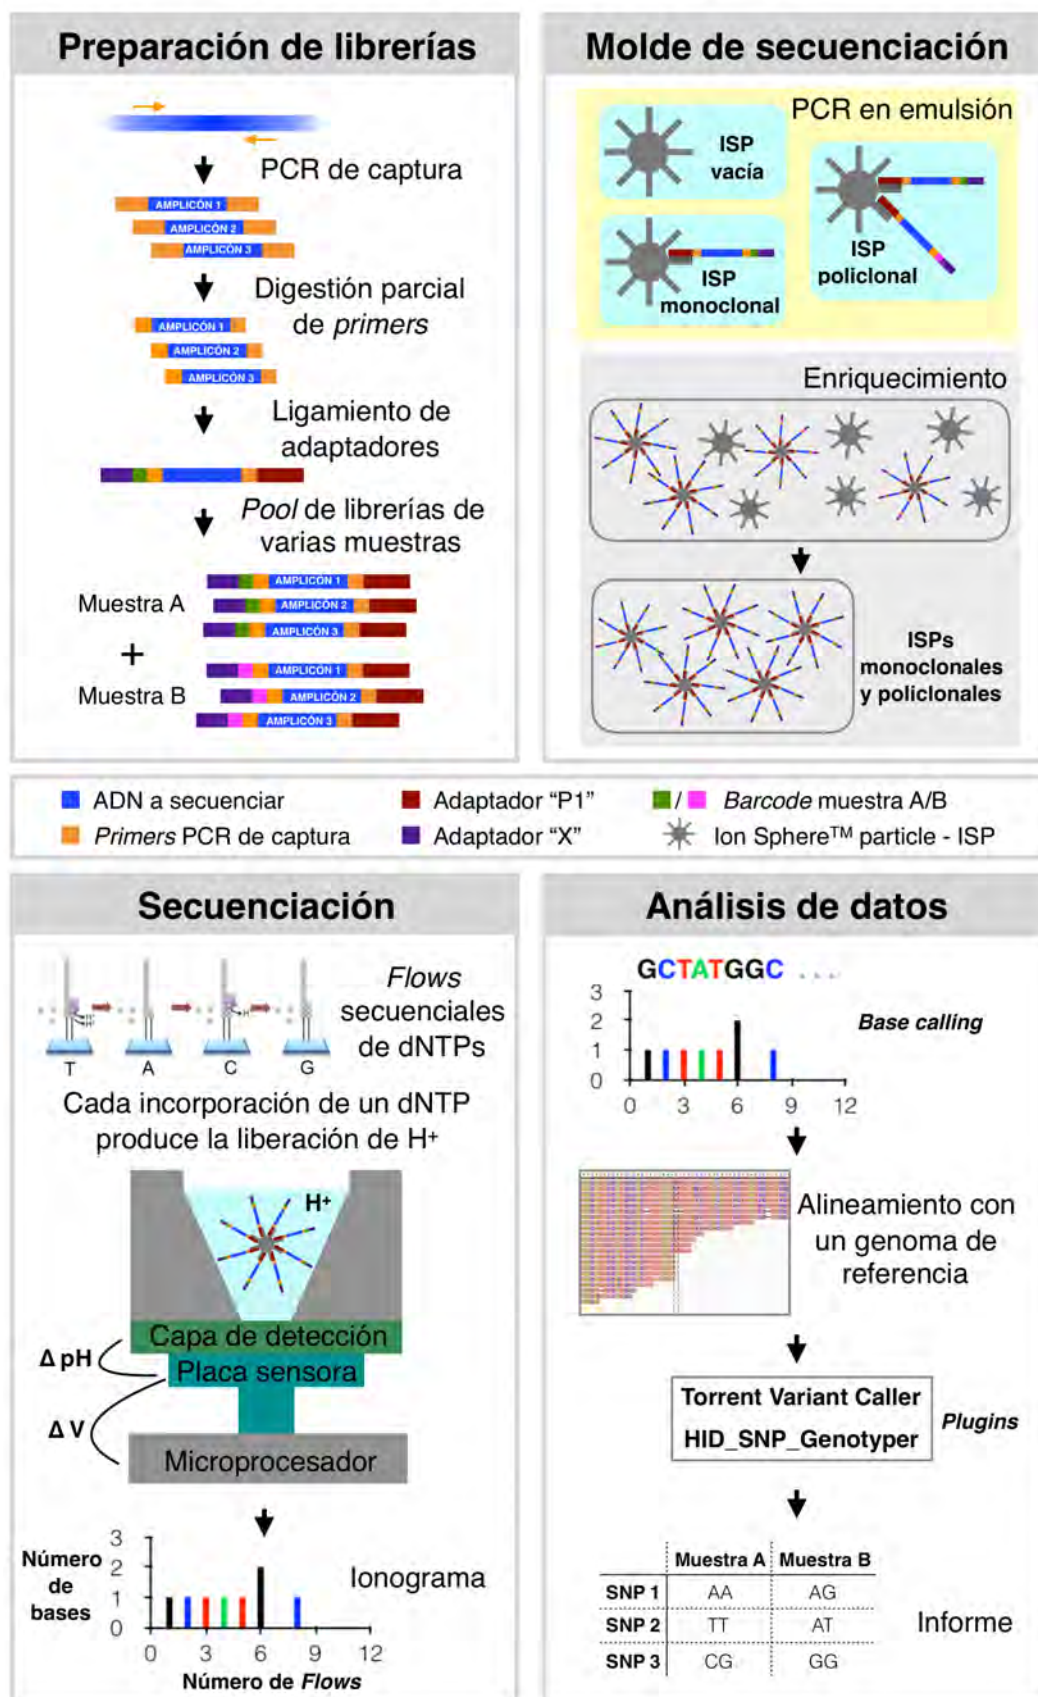 Preparación de librerías
PCR de captura
AMPLICÓN 1
AMPLICÓN 2
AMPLICÓN 3
Digestión parcial
de primers
AMPLICÓN 1
AMPLICÓN 2
AMPLICÓN 3
Ligamiento de
adaptadores
Pool de librerías de
varias muestras
Muestra A
AMPLICÓN 1
AMPLICÓN 2
AMPLICÓN 3
+
Muestra B
AMPLICÓN 1
AMPLICÓN 2
AMPLICÓN 3
Molde de secuenciación
PCR en emulsión
ISP
vacía
ISP
monoclonal
ISP
policlonal
Enriquecimiento
ISPs
monoclonales
y policlonales
ADN a secuenciar
Primers PCR de captura
Adaptador “P1”
Adaptador “X”
/ Barcode muestra A/B
Ion Sphere™ particle - ISP
Secuenciación
Flows
secuenciales
de dNTPs
T A C G
Cada incorporación de un dNTP
produce la liberación de H⁺
H⁺
Capa de detección
Placa sensora
Δ pH
Δ V
Microprocesador
Número
de
bases
3
2
1
0
0 3 6 9 12
Número de Flows
Ionograma
Análisis de datos
GCTATGGC ...
Base calling
3
2
1
0
0 3 6 9 12
Alineamiento con
un genoma de
referencia
Torrent Variant Caller
HID_SNP_Genotyper
Plugins
Muestra A Muestra B
SNP 1 AA AG
SNP 2 TT AT
SNP 3 CG GG
Informe